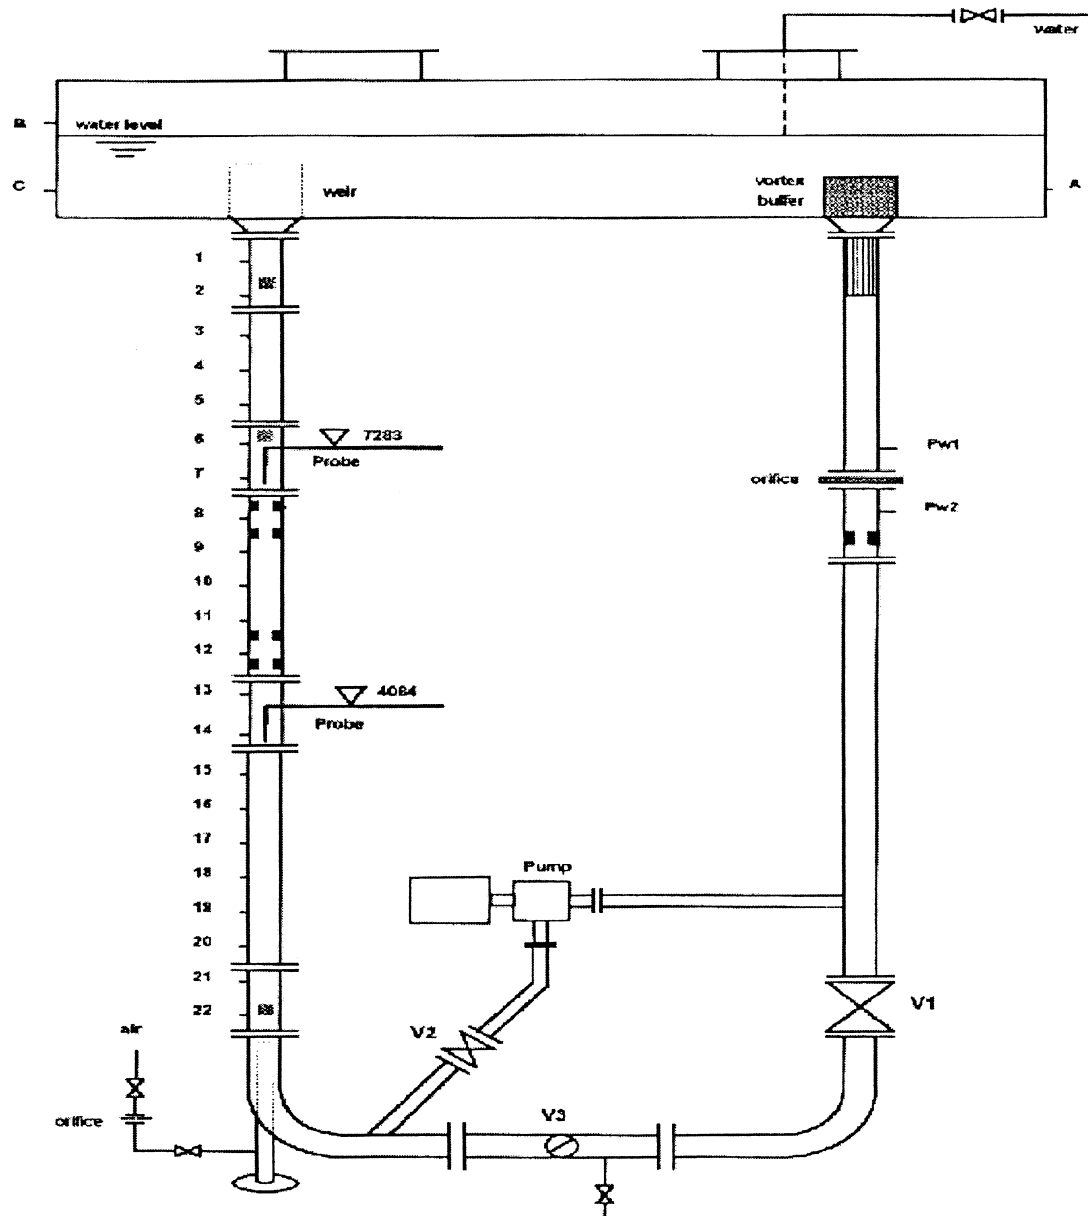 water
B
water level
C
weir
vortex
buffer
A
1
2
3
4
5
6
7283
Probe
7
Pw1
orifice
8
Pw2
9
10
11
12
13
4084
Probe
14
15
16
17
18
Pump
19
20
21
22
V1
air
V2
orifice
V3